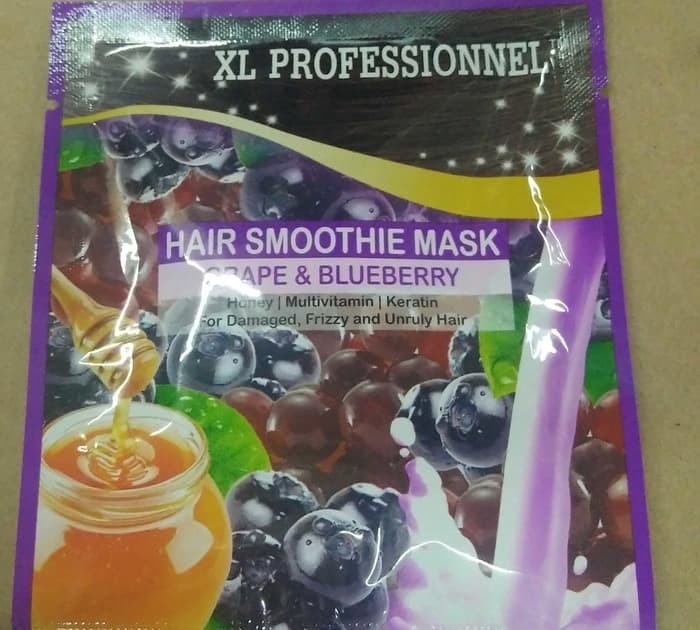 XL PROFESSIONNEL
HAIR SMOOTHIE MASK
GRAPE & BLUEBERRY
Honey | Multivitamin | Keratin
For Damaged, Frizzy and Unruly Hair